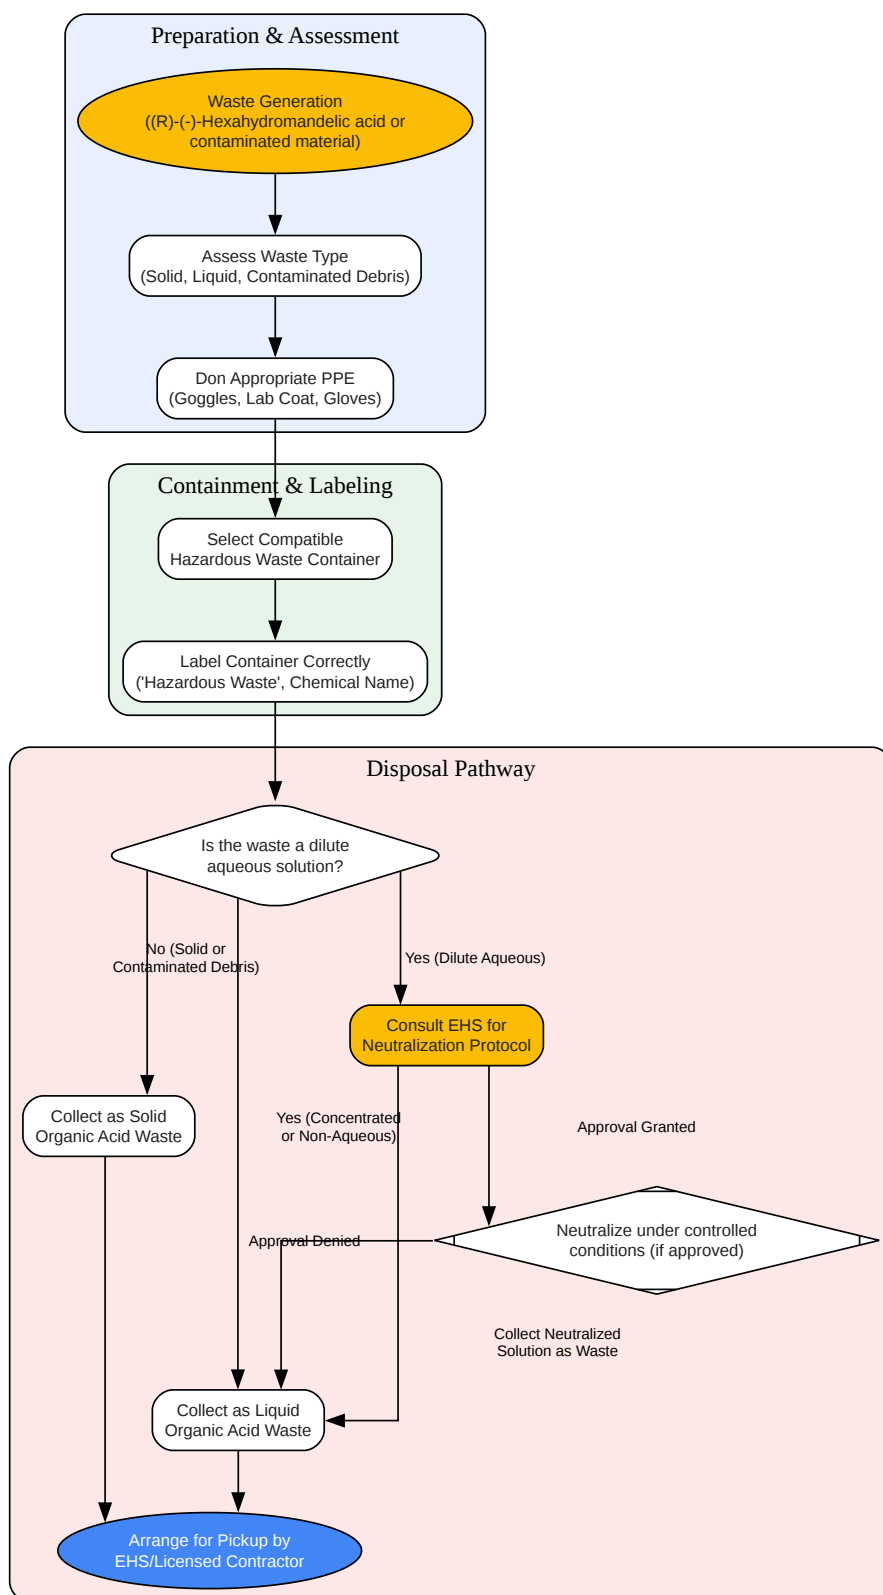 Preparation & Assessment
Waste Generation
((R)-(-)-Hexahydromandelic acid or
contaminated material)
Assess Waste Type
(Solid, Liquid, Contaminated Debris)
Don Appropriate PPE
(Goggles, Lab Coat, Gloves)
Containment & Labeling
Select Compatible
Hazardous Waste Container
Label Container Correctly
('Hazardous Waste', Chemical Name)
Disposal Pathway
Is the waste a dilute
aqueous solution?
No (Solid or
Contaminated Debris)
Yes (Dilute Aqueous)
Consult EHS for
Neutralization Protocol
Collect as Solid
Organic Acid Waste
Yes (Concentrated
or Non-Aqueous)
Approval Granted
Neutralize under controlled
conditions (if approved)
Approval Denied
Collect Neutralized
Solution as Waste
Collect as Liquid
Organic Acid Waste
Arrange for Pickup by
EHS/Licensed Contractor